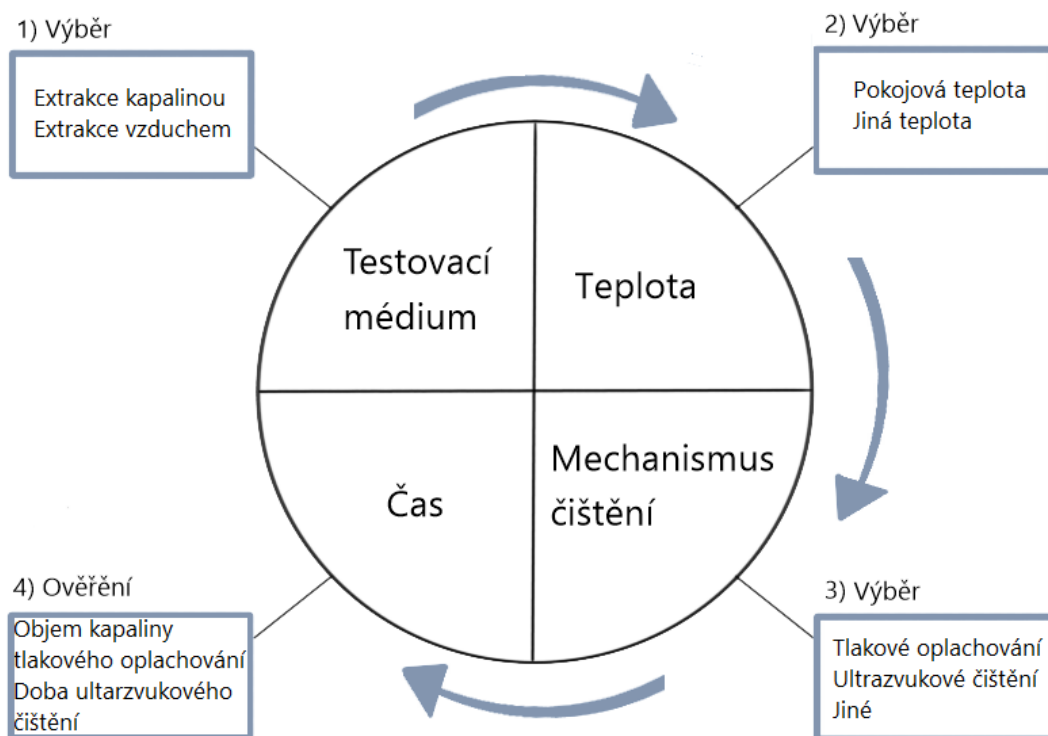 1) Výběr
Extrakce kapalinou
Extrakce vzduchem
2) Výběr
Pokojová teplota
Jiná teplota
Testovací
médium
Teplota
Čas
Mechanismus
čištění
4) Ověřění
Objem kapaliny
tlakového oplachování
Doba ultarzvukového
čištění
3) Výběr
Tlakové oplachování
Ultrazvukové čištění
Jiné